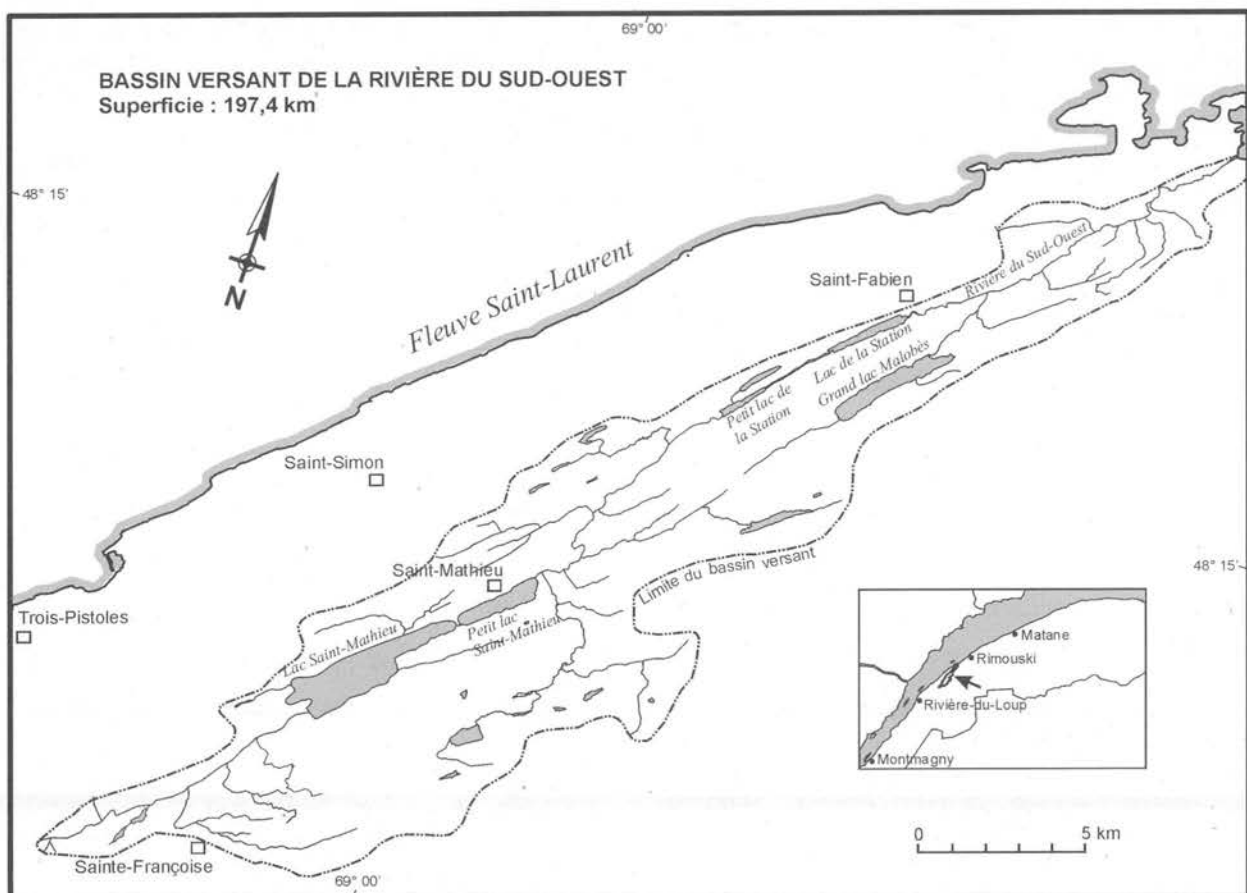 69° 00'
BASSIN VERSANT DE LA RIVIÈRE DU SUD-OUEST
Superficie : 197,4 km²
48° 15'
N
Fleuve Saint-Laurent
Rivière du Sud-Ouest
Saint-Fabien
Lac de la Station
Grand lac Malobès
Petit lac de
la Station
Saint-Simon
Saint-Mathieu
Limite du bassin versant
48° 15'
Trois-Pistoles
Lac Saint-Mathieu
Petit lac
Saint-Mathieu
Matane
Rimouski
Rivière-du-Loup
Montmagny
0 5 km
Sainte-Françoise
69° 00'